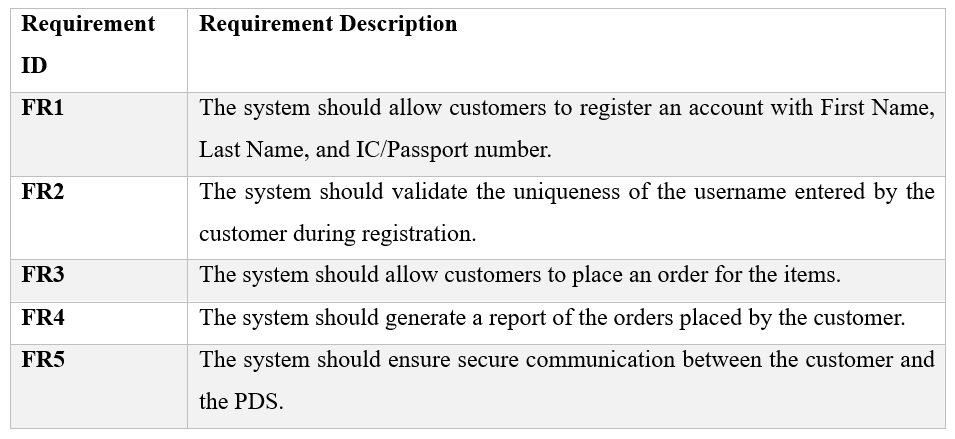 Requirement ID Requirement Description
FR1 The system should allow customers to register an account with First Name,
Last Name, and IC/Passport number.
FR2 The system should validate the uniqueness of the username entered by the
customer during registration.
FR3 The system should allow customers to place an order for the items.
FR4 The system should generate a report of the orders placed by the customer.
FR5 The system should ensure secure communication between the customer and
the PDS.